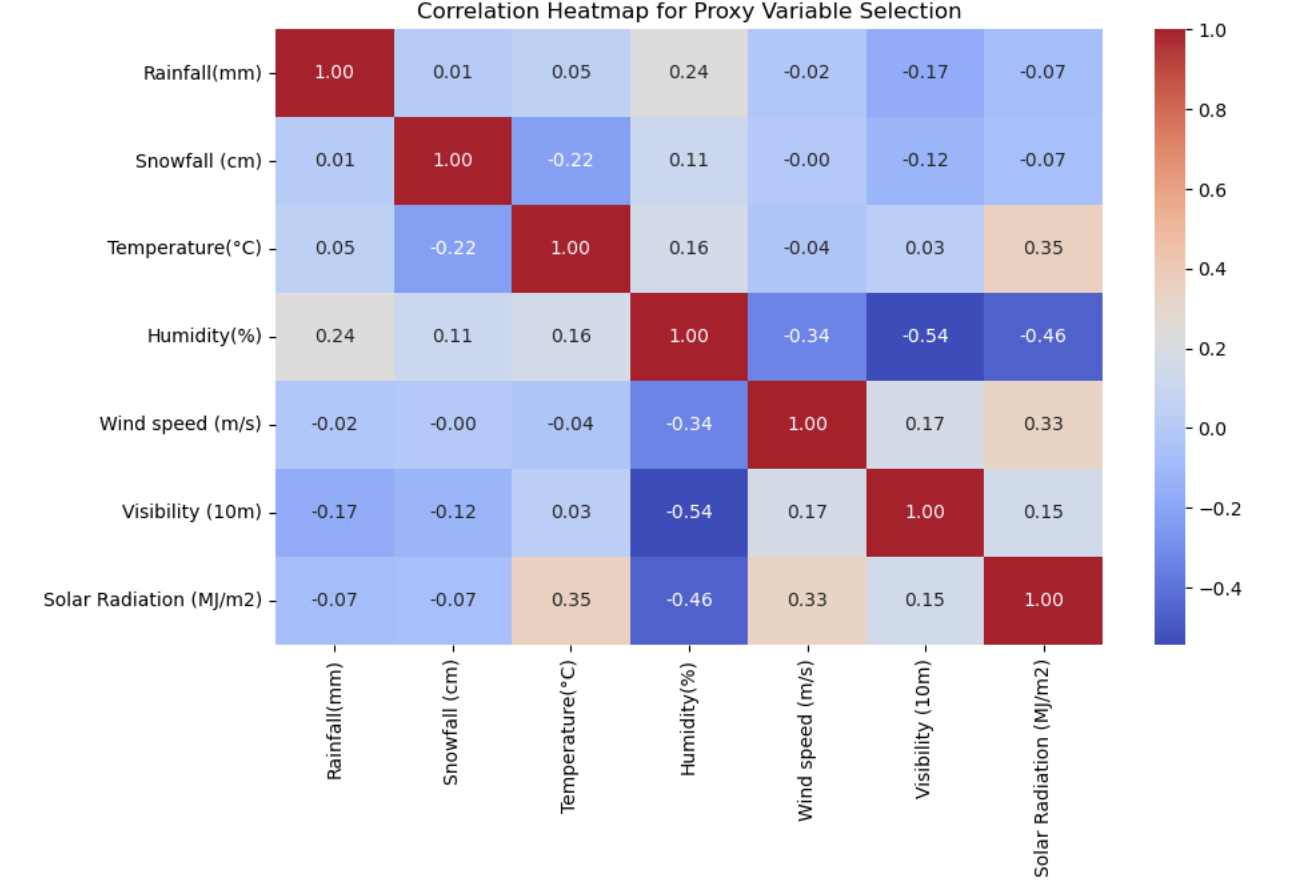 Correlation Heatmap for Proxy Variable Selection
Rainfall(mm) 1.00 0.01 0.05 0.24 -0.02 -0.17 -0.07
Snowfall (cm) 0.01 1.00 -0.22 0.11 -0.00 -0.12 -0.07
Temperature(°C) 0.05 -0.22 1.00 0.16 -0.04 0.03 0.35
Humidity(%) 0.24 0.11 0.16 1.00 -0.34 -0.54 -0.46
Wind speed (m/s) -0.02 -0.00 -0.04 -0.34 1.00 0.17 0.33
Visibility (10m) -0.17 -0.12 0.03 -0.54 0.17 1.00 0.15
Solar Radiation (MJ/m2) -0.07 -0.07 0.35 -0.46 0.33 0.15 1.00
Rainfall(mm)
Snowfall (cm)
Temperature(°C)
Humidity(%)
Wind speed (m/s)
Visibility (10m)
Solar Radiation (MJ/m2)
1.0
0.8
0.6
0.4
0.2
0.0
−0.2
−0.4